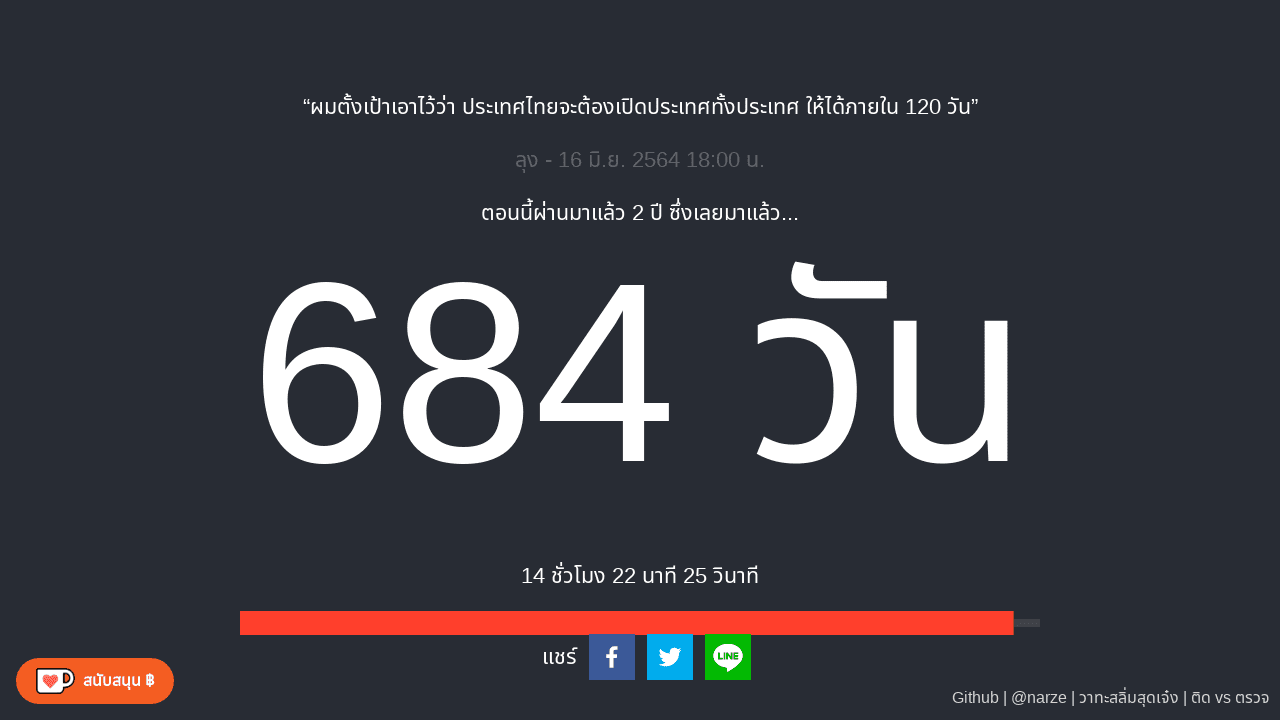 “ผมตั้งเป้าเอาไว้ว่า ประเทศไทยจะต้องเปิดประเทศทั้งประเทศ ให้ได้ภายใน 120 วัน”
ลุง - 16 มิ.ย. 2564 18:00 น.
ตอนนี้ผ่านมาแล้ว 2 ปี ซึ่งเลยมาแล้ว...
684 วัน
14 ชั่วโมง 22 นาที 25 วินาที
แชร์
LINE
สนับสนุน ฿
Github | @narze | วาทะสลิ่มสุดเจ๋ง | ติด vs ตรวจ